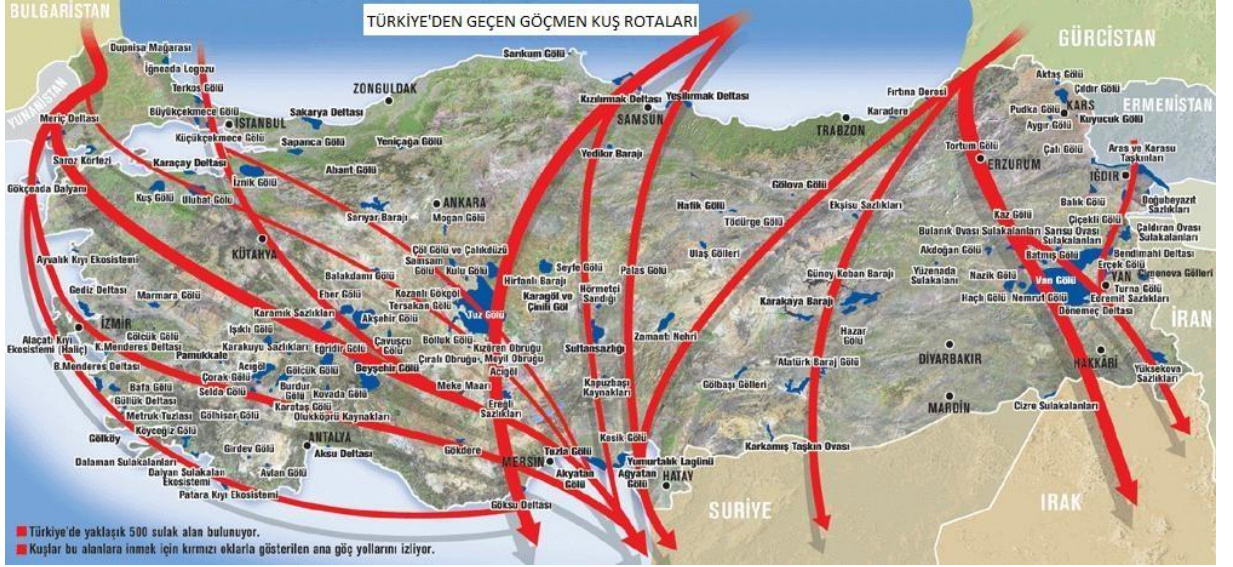 BULGARİSTAN
TÜRKİYE'DEN GEÇEN GÖÇMEN KUŞ ROTALARI
GÜRCİSTAN
Dupnisa Mağarası
Sarıkum Gölü
İğneada Logozu
Terkos Gölü
ZONGULDAK
Aktaş Gölü
Çıldır Gölü
YUNANİSTAN
Büyükçekmece Gölü
Sakarya Deltası
Kızılırmak Deltası
Yeşilırmak Deltası
Fırtına Deresi
Pudka Gölü
KARS
ERMENİSTAN
Meriç Deltası
İSTANBUL
SAMSUN
Karadere
Kuyucuk Gölü
Küçükçekmece Gölü
Sapanca Gölü
Yeniçağa Gölü
TRABZON
Aygır Gölü
Saroz Körfezi
Karaçay Deltası
Abant Gölü
Yedikır Barajı
Tortum Gölü
Çalı Gölü
Aras ve Karasu
Taşkınları
ERZURUM
Gökçeada Dalyanı
İznik Gölü
Gölova Gölü
IĞDIR
Kuş Gölü
Ulubat Gölü
ANKARA
Sarıyar Barajı
Mogan Gölü
Hafik Gölü
Tödürge Gölü
Ekşisu Sazlıkları
Balık Gölü
Doğubeyazıt
Sazlıkları
Kaz Gölü
Çiçekli Gölü
KÜTAHYA
Bulanık Ovası Sulakalanları
Sarısu Ovası
Sulakalanları
Çaldıran Ovası
Sulakalanları
Ayvalık Kıyı Ekosistemi
Çöl Gölü ve Çalıkdüzü
Samsam
Gölü
Kulu Gölü
Ulaş Gölleri
Akdoğan Gölü
Batmış Gölü
Bendimahi Deltası
Balakdamı Gölü
Seyfe Gölü
Palas Gölü
Erçek Gölü
Gediz Deltası
Marmara Gölü
Eber Gölü
Kozanlı Gökgöl
Hirfanlı Barajı
Hörmetçi
Sazlığı
Güney Keban Barajı
Yüzenada
Sulakalanı
Nazik Gölü
Van Gölü
VAN
Turna Gölü
Tersakan Gölü
Karagöl ve
Çinili Göl
Karakaya Barajı
Haçlı Gölü
Nemrut Gölü
Edremit Sazlıkları
Karamık Sazlıkları
Akşehir Gölü
Tuz Gölü
Dönemeç Deltası
İZMİR
Gölcük Gölü
Işıklı Gölü
İRAN
Alaçatı Kıyı
Ekosistemi (Haliç)
K.Menderes Deltası
Karakuyu Sazlıkları
Eğirdir Gölü
Çavuşcu
Gölü
Bolluk Gölü
Kızören Obruğu
Zamantı Nehri
Hazar
Gölü
Pamukkale
Sultansazlığı
DİYARBAKIR
HAKKARİ
B.Menderes Deltası
Acıgöl
Gölcük Gölü
Beyşehir Gölü
Çıralı Obruğu
Meyil Obruğu
Acıgöl
Atatürk Baraj Gölü
Yüksekova
Sazlıkları
Çorak Gölü
Bafa Gölü
Selda Gölü
Burdur
Gölü
Kovada Gölü
Meke Maarı
Kapuzbaşı
Kaynakları
Gölbaşı Gölleri
Güllük Deltası
Karataş Gölü
Ereğli
Sazlıkları
MARDİN
Cizre Sulakalanları
Metruk Tuzlası
Gölhisar Gölü
Olukköprü Kaynakları
Köyceğiz Gölü
Gölköy
ANTALYA
Kesik Gölü
Karkamış Taşkın Ovası
Dalaman Sulakalanları
Girdev Gölü
Aksu Deltası
Gökdere
Tuzla Gölü
MERSİN
Yumurtalık Lagünü
Dalyan Sulakalan
Ekosistemi
Avlan Gölü
Akyatan
Gölü
Ağyatan
Gölü
HATAY
Patara Kıyı Ekosistemi
Göksu Deltası
SURİYE
IRAK
Türkiye'de yaklaşık 500 sulak alan bulunuyor.
Kuşlar bu alanlara inmek için kırmızı oklarla gösterilen ana göç yollarını izliyor.